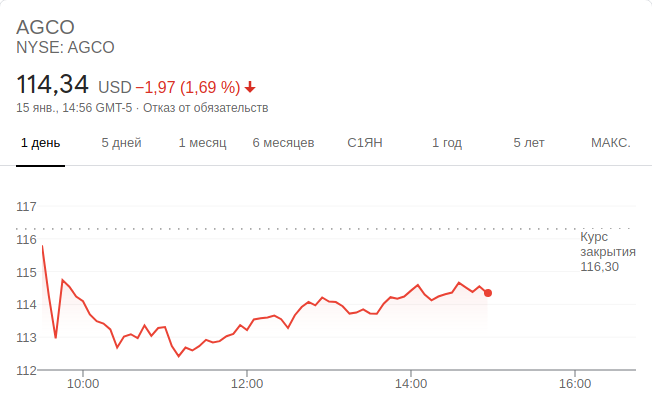 AGCO
NYSE: AGCO
114,34 USD −1,97 (1,69 %)
15 янв., 14:56 GMT-5 · Отказ от обязательств
1 день 5 дней 1 месяц 6 месяцев С1ЯН 1 год 5 лет МАКС.
117
116
115
114
113
112
Курс
закрытия
116,30
10:00 12:00 14:00 16:00